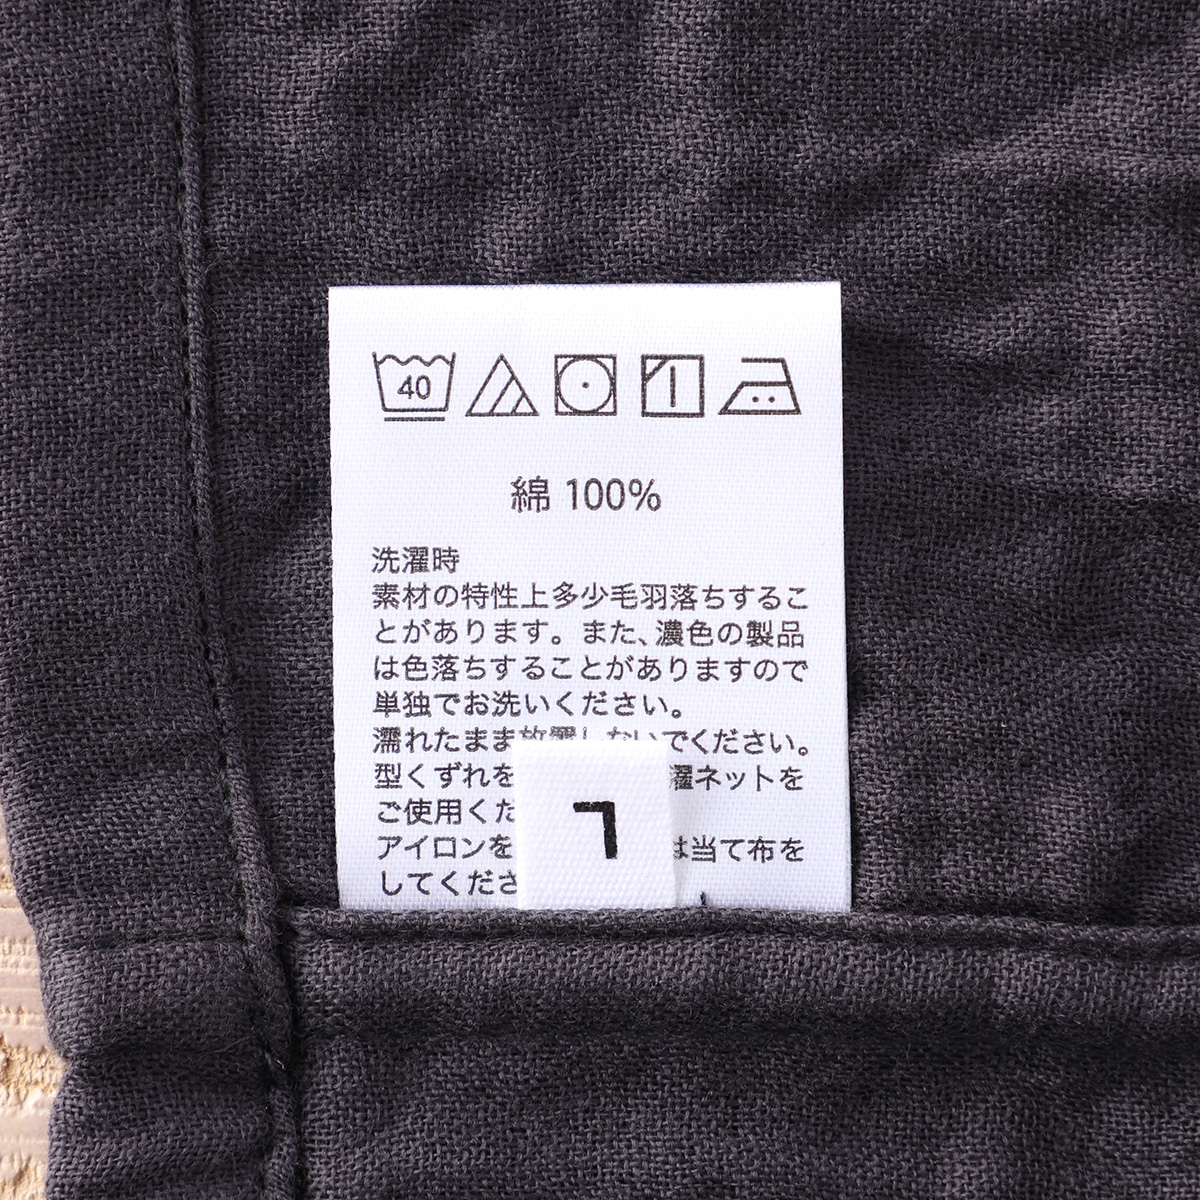 40
綿 100%
洗濯時
素材の特性上多少毛羽落ちするこ
とがあります。また、濃色の製品
は色落ちすることがありますので
単独でお洗いください。
濡れたまま放置しないでください。
型くずれを 濯ネットを
ご使用くだ
アイロンを は当て布を
してくださ
L